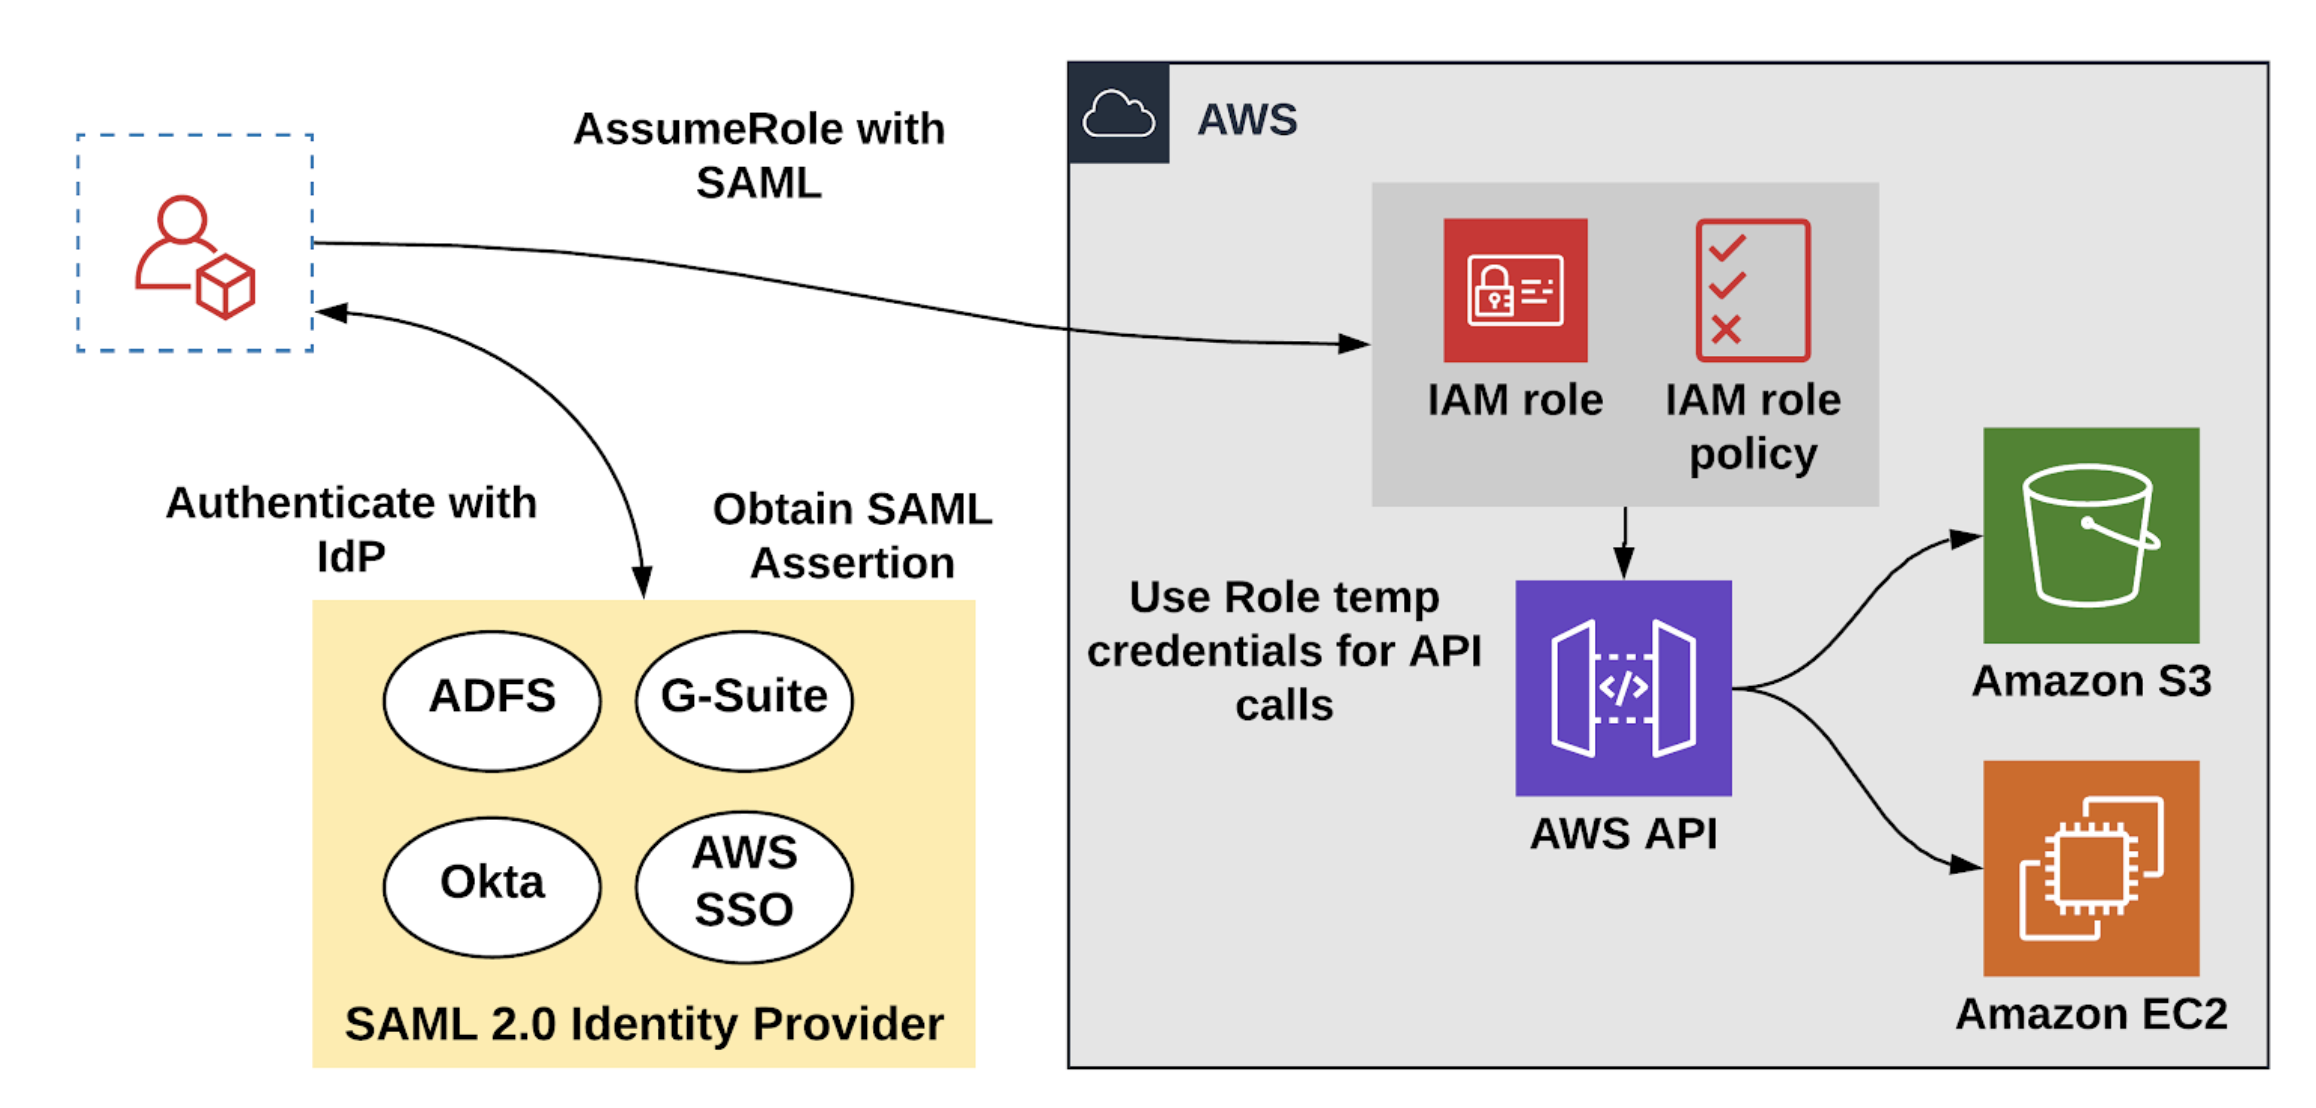 AssumeRole with
SAML
AWS
IAM role
IAM role
policy
Authenticate with
IdP
Obtain SAML
Assertion
Use Role temp
credentials for API
calls
AWS API
Amazon S3
Amazon EC2
ADFS
G-Suite
Okta
AWS
SSO
SAML 2.0 Identity Provider